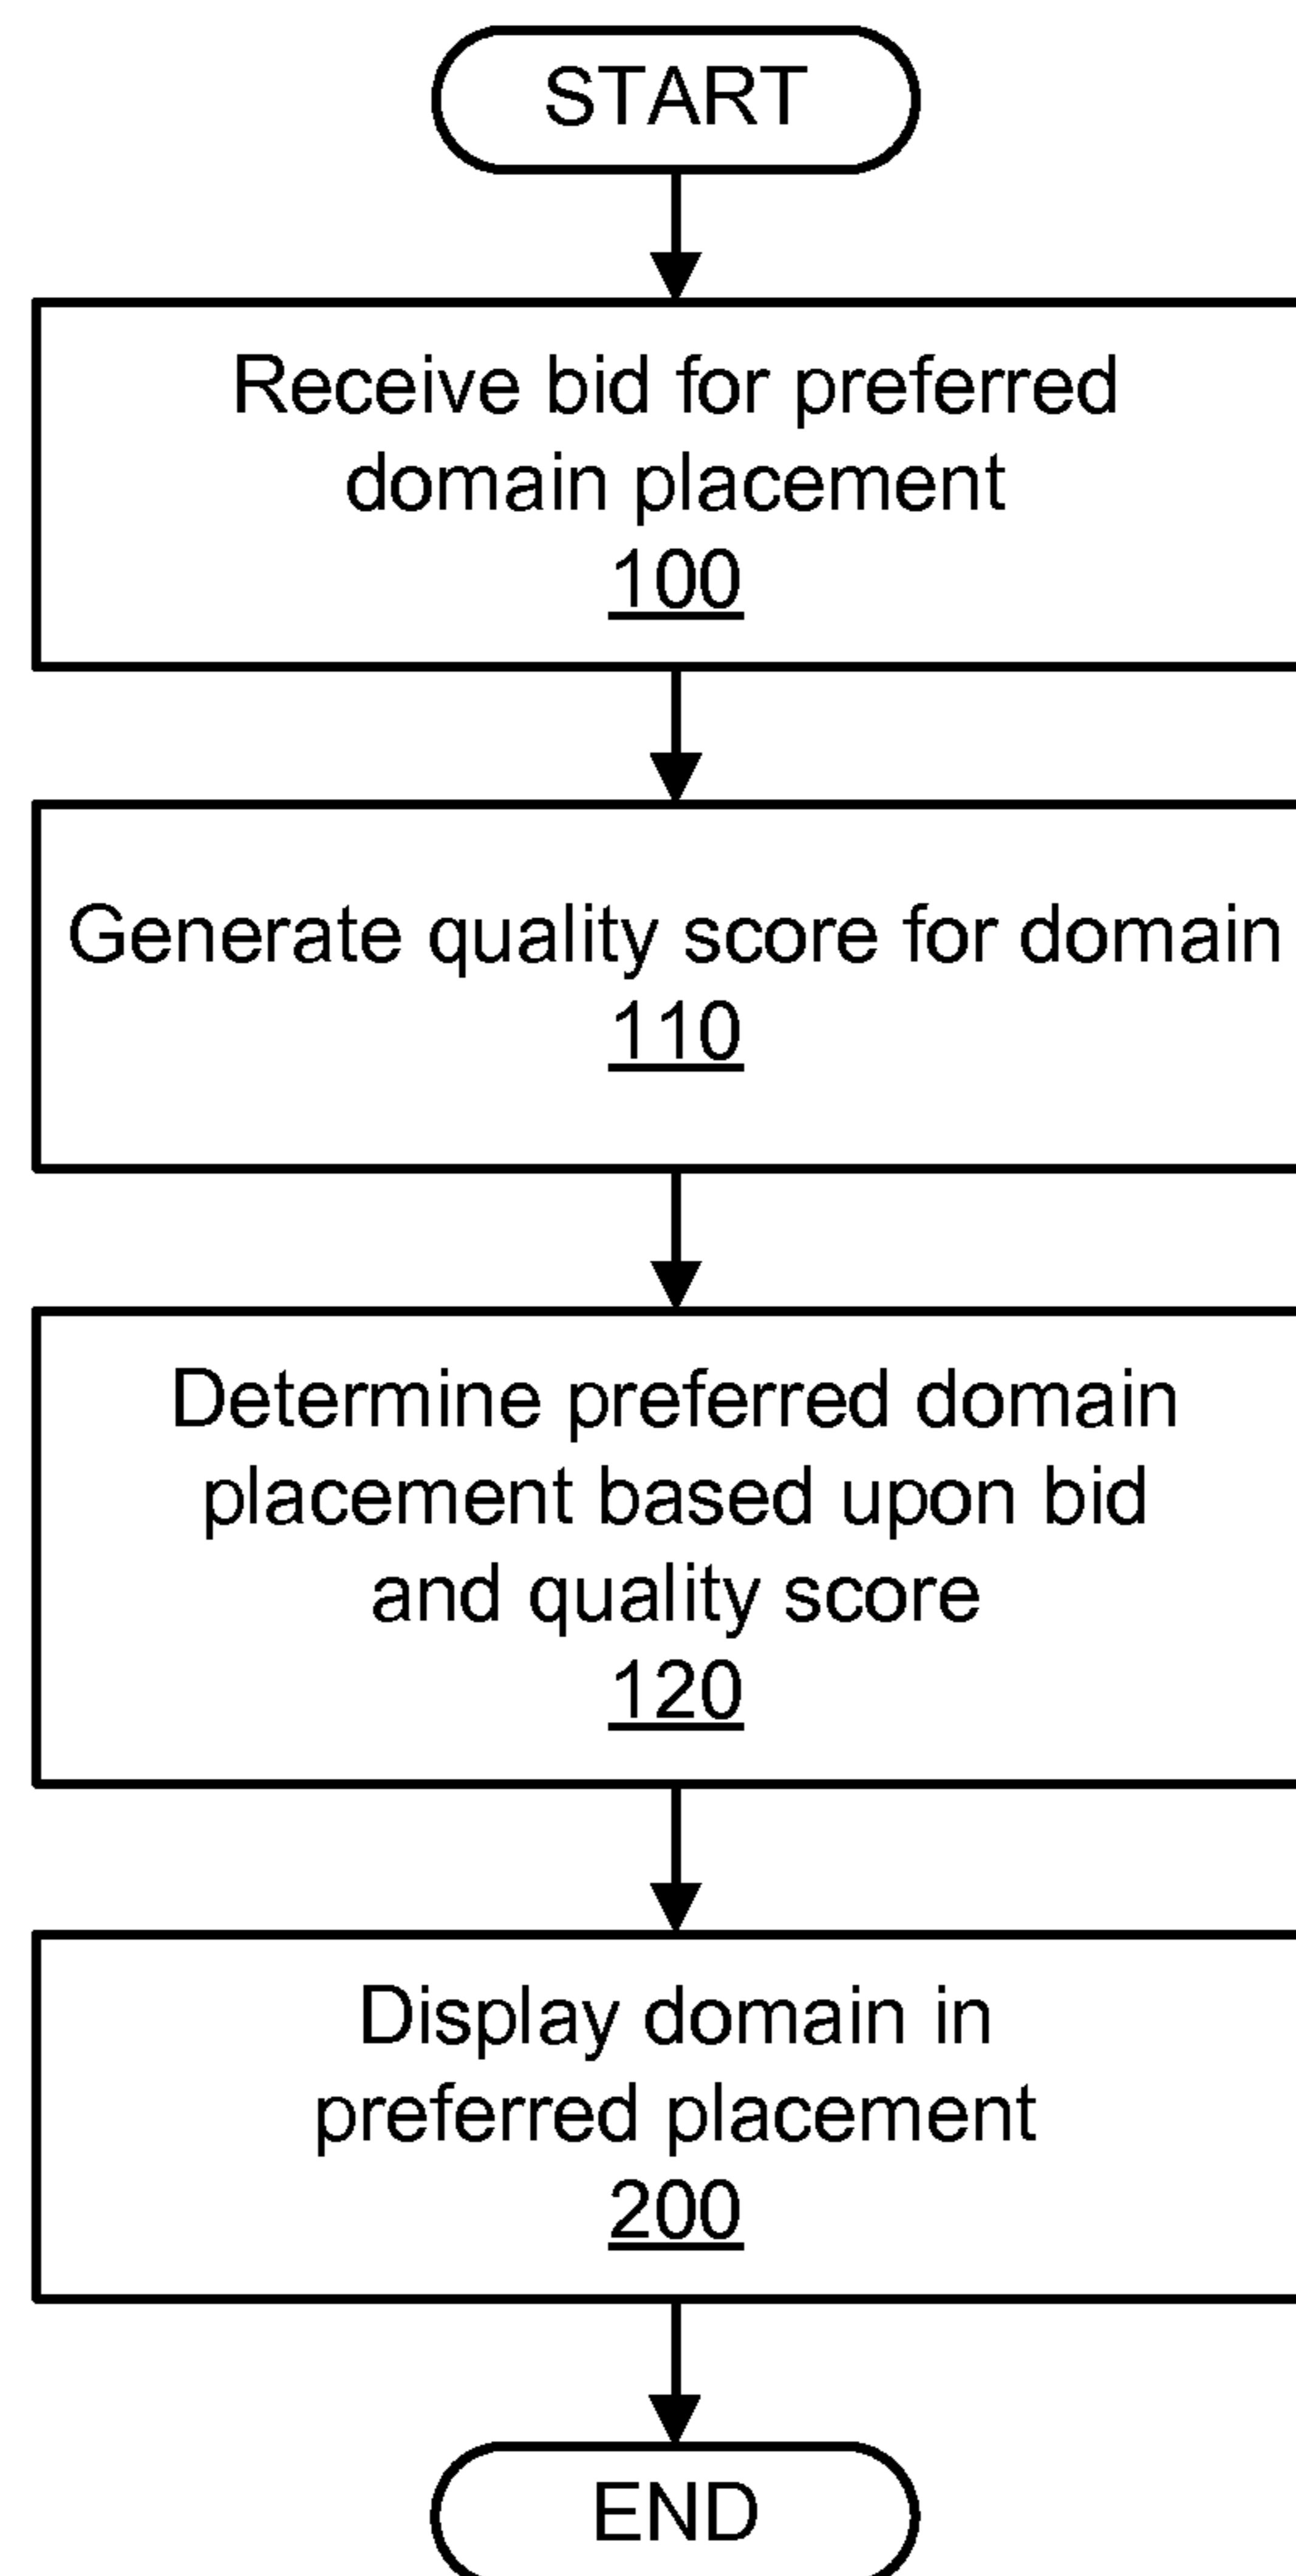 START
Receive bid for preferred
domain placement
100
Generate quality score for domain
110
Determine preferred domain
placement based upon bid
and quality score
120
Display domain in
preferred placement
200
END